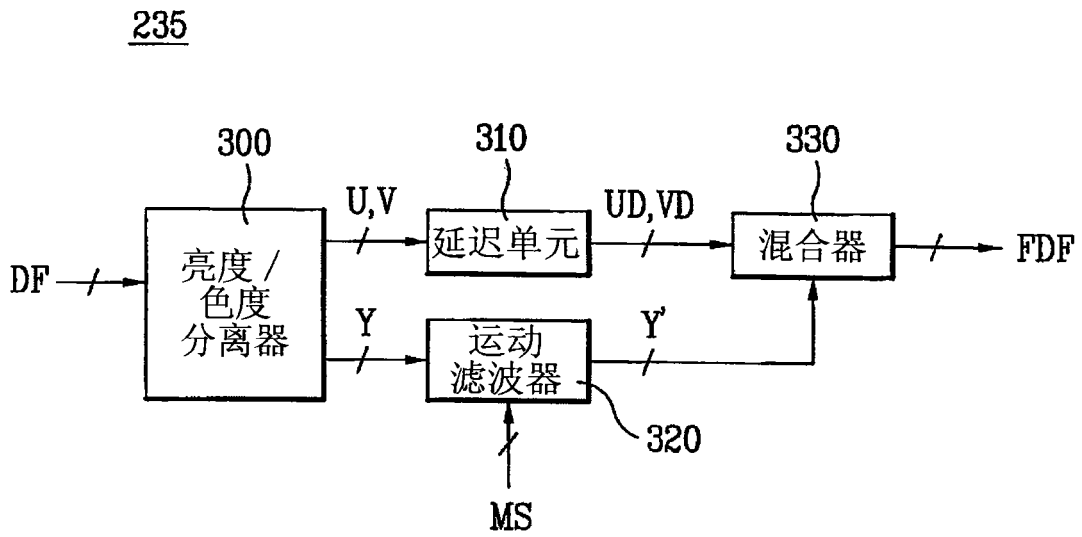 235
300
310
330
U,V
UD,VD
DF
亮度 /
色度
分离器
延迟单元
混合器
FDF
Y
运动
滤波器
Y'
320
MS